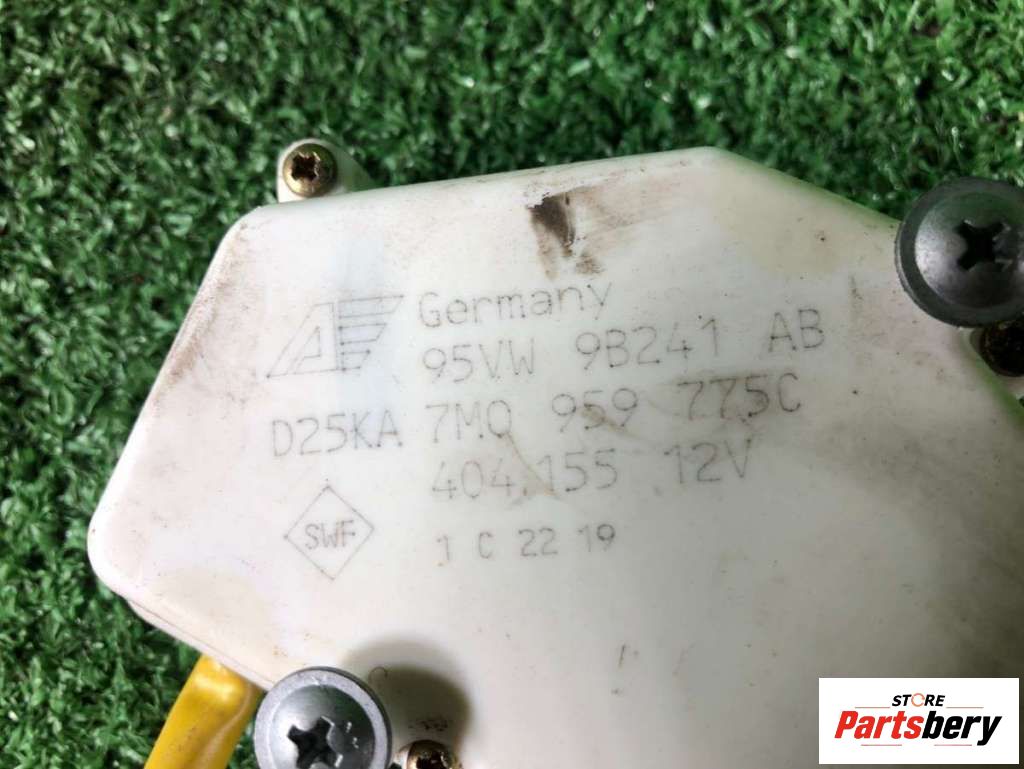 Germany
95VW 9B241 AB
D25KA 7M0 959 775C
404.155 12V
SWF
1 C 22 19
STORE
Partsbery